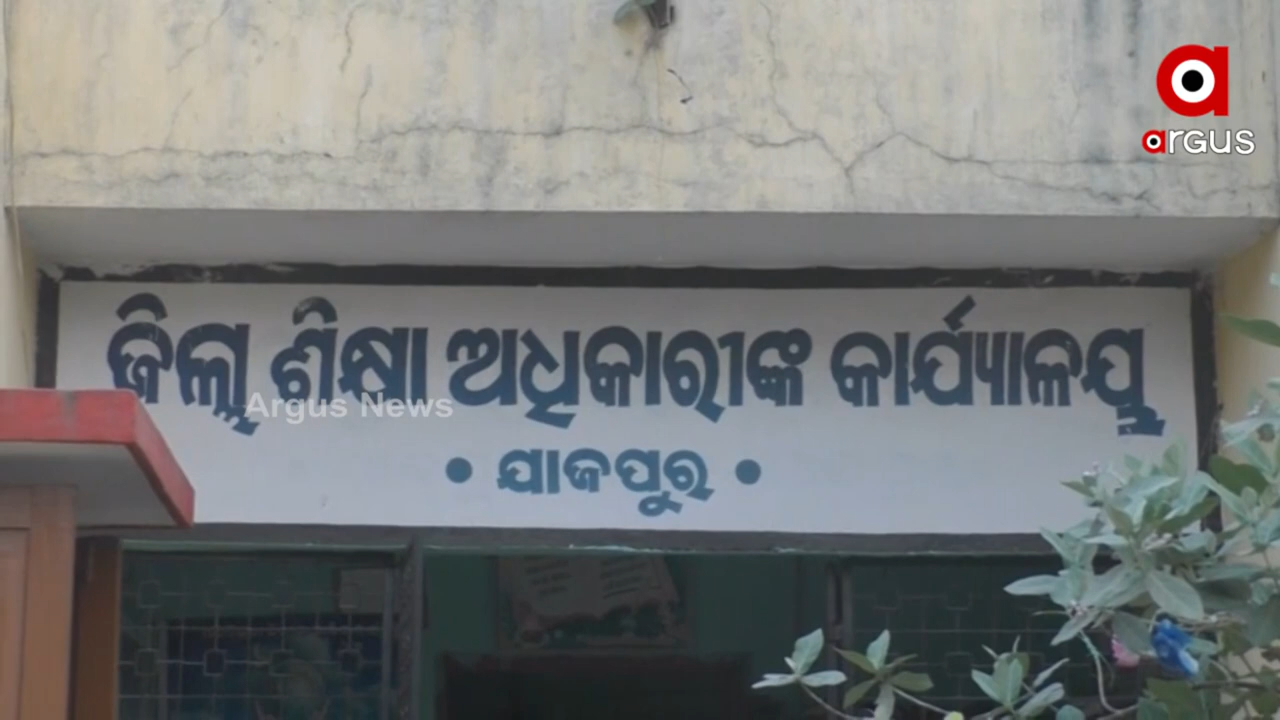 argus
ଜିଲ୍ଲା ଶିକ୍ଷା ଅଧିକାରୀଙ୍କ କାର୍ଯ୍ୟାଳୟ
Argus News
• ଯାଜପୁର •